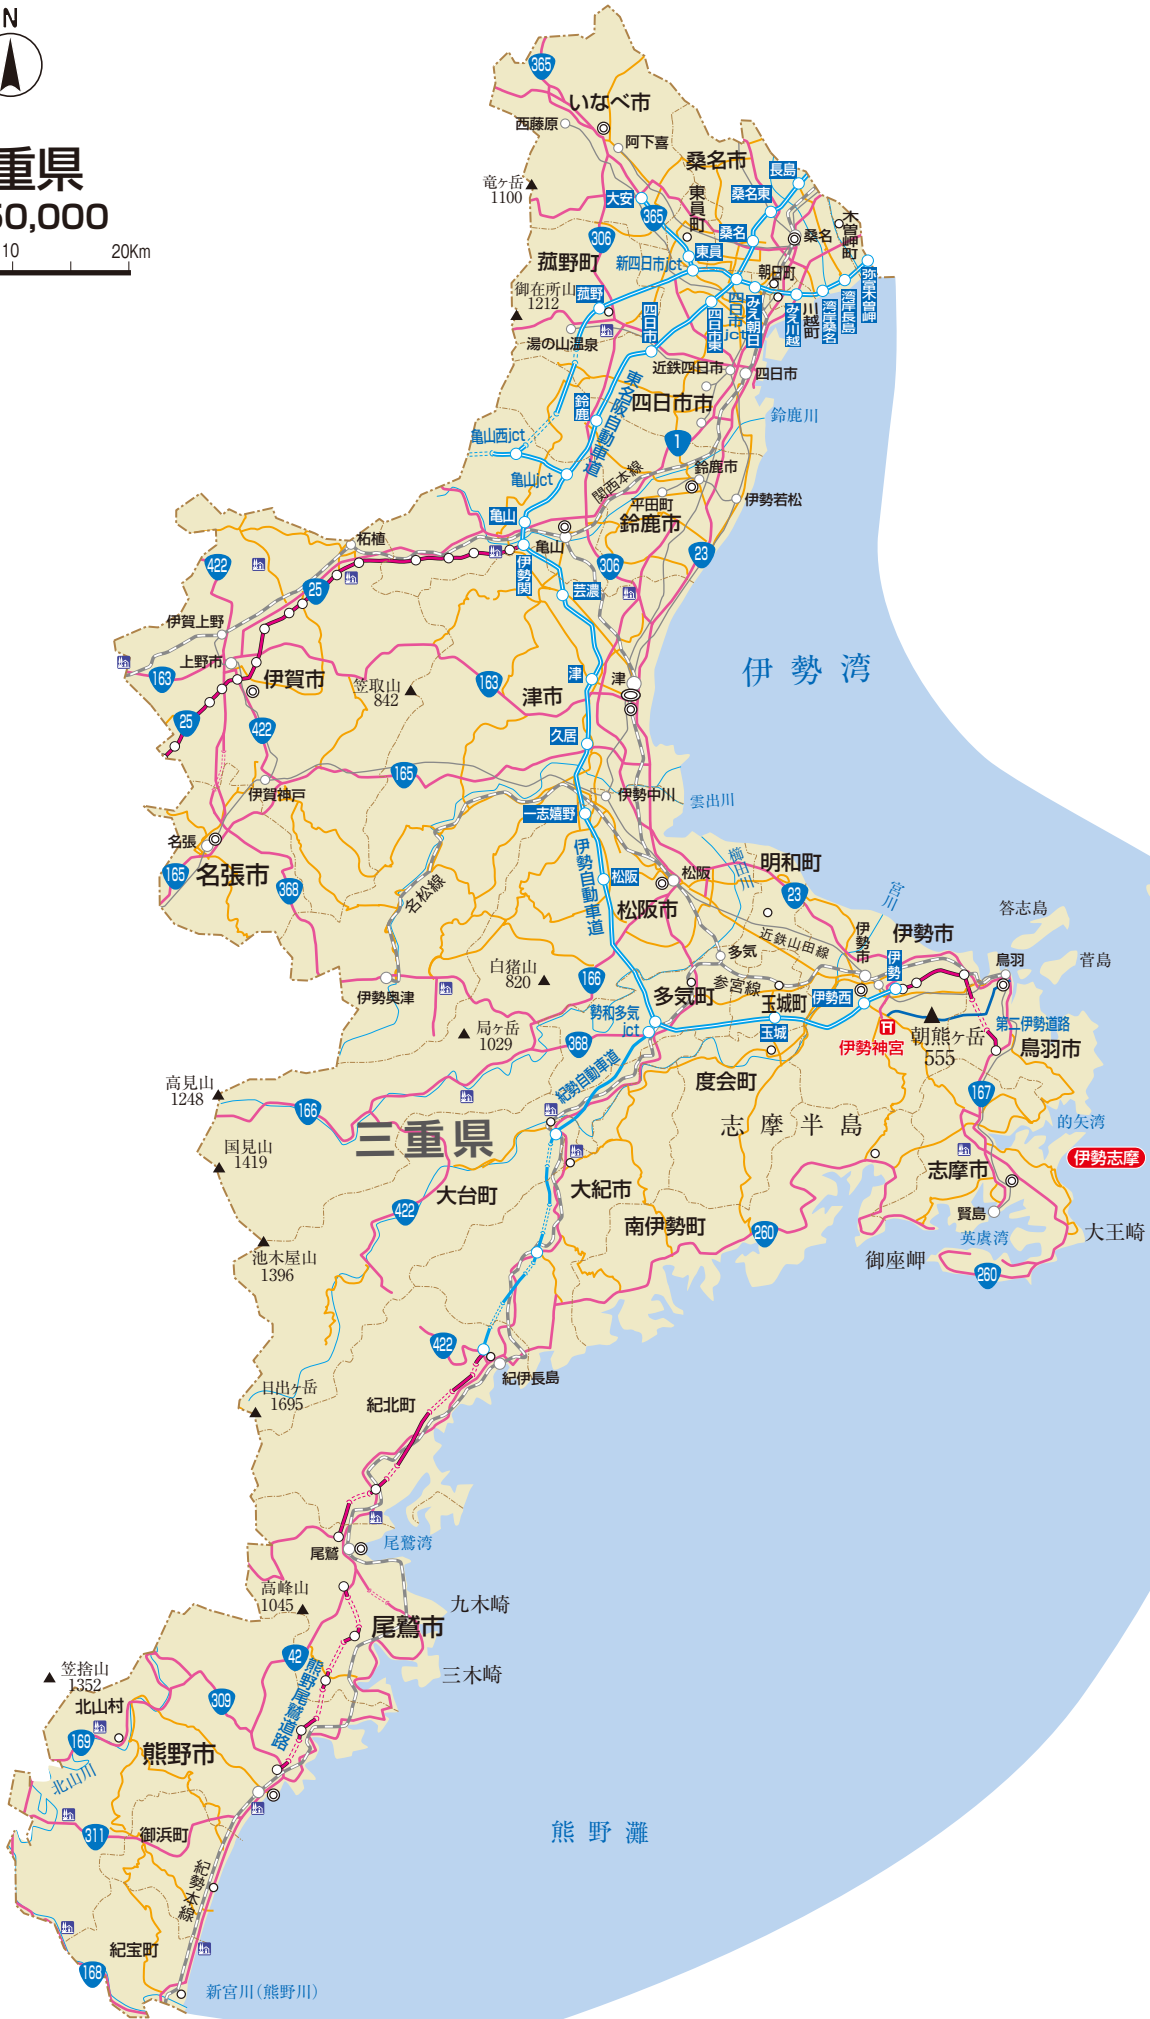 N
重県
50,000
10 20Km
365
いなべ市
西藤原
阿下喜
桑名市
長島
竜ヶ岳
1100
大安
365
東員町
桑名東
木曽岬町
306
桑名
桑名
東員
菰野町
新四日市jct
朝日町
弥富木曽岬
御在所山
1212
菰野
四日市
四日市jct
四日市東
みえ朝日
みえ川越
川越町
湾岸桑名
湾岸長島
湯の山温泉
近鉄四日市
四日市
東名阪自動車道
四日市市
鈴鹿
鈴鹿川
1
亀山西jct
亀山jct
関西本線
鈴鹿市
平田町
伊勢若松
亀山
鈴鹿市
柘植
亀山
23
422
伊勢関
306
25
芸濃
伊賀上野
上野市
163
伊賀市
笠取山
842
163
津
津
津市
伊勢湾
25
422
久居
165
伊賀神戸
伊勢中川
雲出川
一志嬉野
名張
伊勢自動車道
櫛田川
明和町
165
名張市
368
名松線
松阪
松阪
23
宮川
松阪市
答志島
伊勢市
伊勢市
近鉄山田線
多気
伊勢
鳥羽
菅島
白猪山
820
166
伊勢奥津
多気町
参宮線
玉城町
伊勢西
勢和多気
jct
局ヶ岳
1029
368
玉城
伊勢神宮
朝熊ヶ岳
555
第二伊勢道路
鳥羽市
高見山
1248
166
紀勢自動車道
度会町
167
三重県
志摩半島
的矢湾
国見山
1419
伊勢志摩
志摩市
大台町
大紀市
422
南伊勢町
賢島
260
英虞湾
大王崎
御座岬
池木屋山
1396
260
422
紀伊長島
日出ヶ岳
1695
紀北町
尾鷲
尾鷲湾
高峰山
1045
九木崎
尾鷲市
42
熊野尾鷲道路
三木崎
笠捨山
1352
北山村
309
169
熊野市
北山川
311
御浜町
熊野灘
紀勢本線
紀宝町
168
新宮川(熊野川)